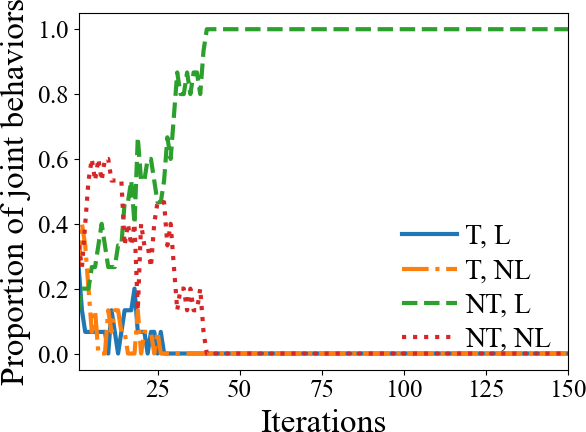 Proportion of joint behaviors
1.0
0.8
0.6
0.4
0.2
0.0
T, L
T, NL
NT, L
NT, NL
25 50 75 100 125 150
Iterations